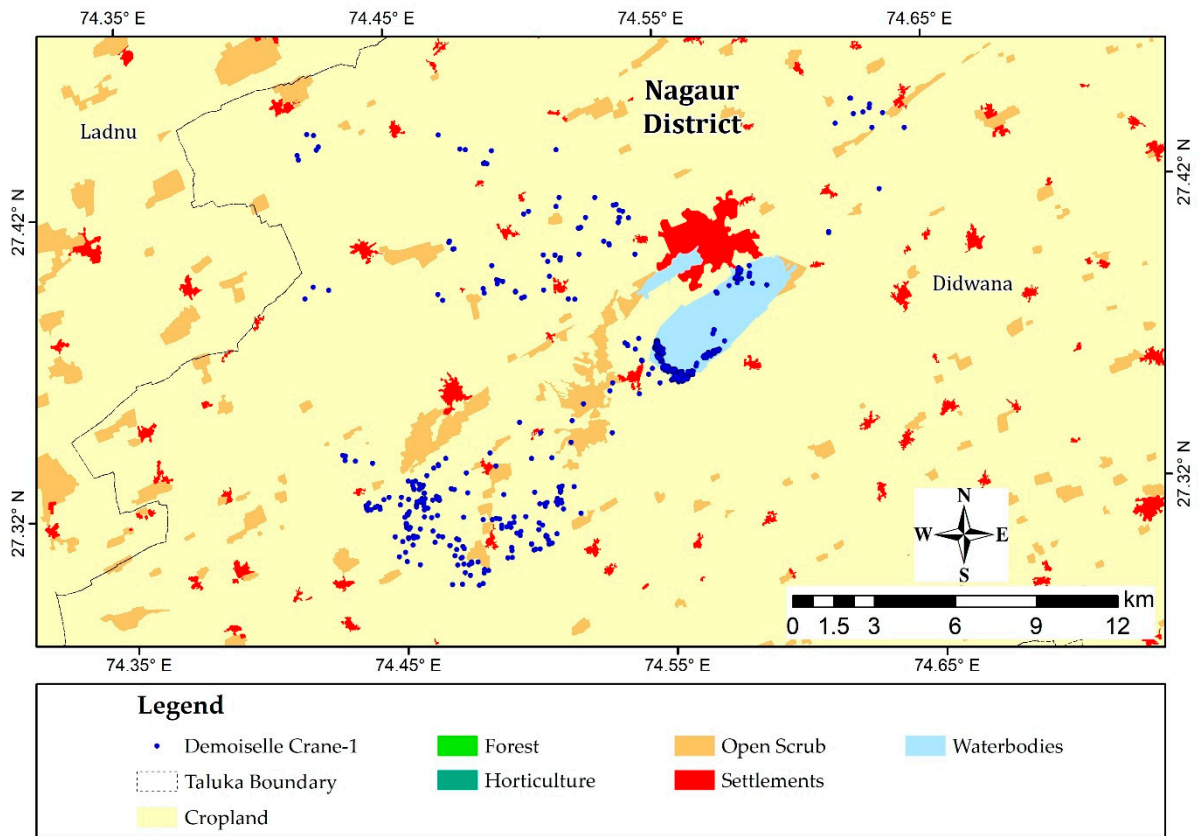 74.35° E 74.45° E 74.55° E 74.65° E
Nagaur
District
Ladnu
27.42° N
27.42° N
Didwana
27.32° N
27.32° N
N
W E
S
km
0 1.5 3 6 9 12
74.35° E 74.45° E 74.55° E 74.65° E
Legend
Demoiselle Crane-1 Forest Open Scrub Waterbodies
Taluka Boundary Horticulture Settlements
Cropland